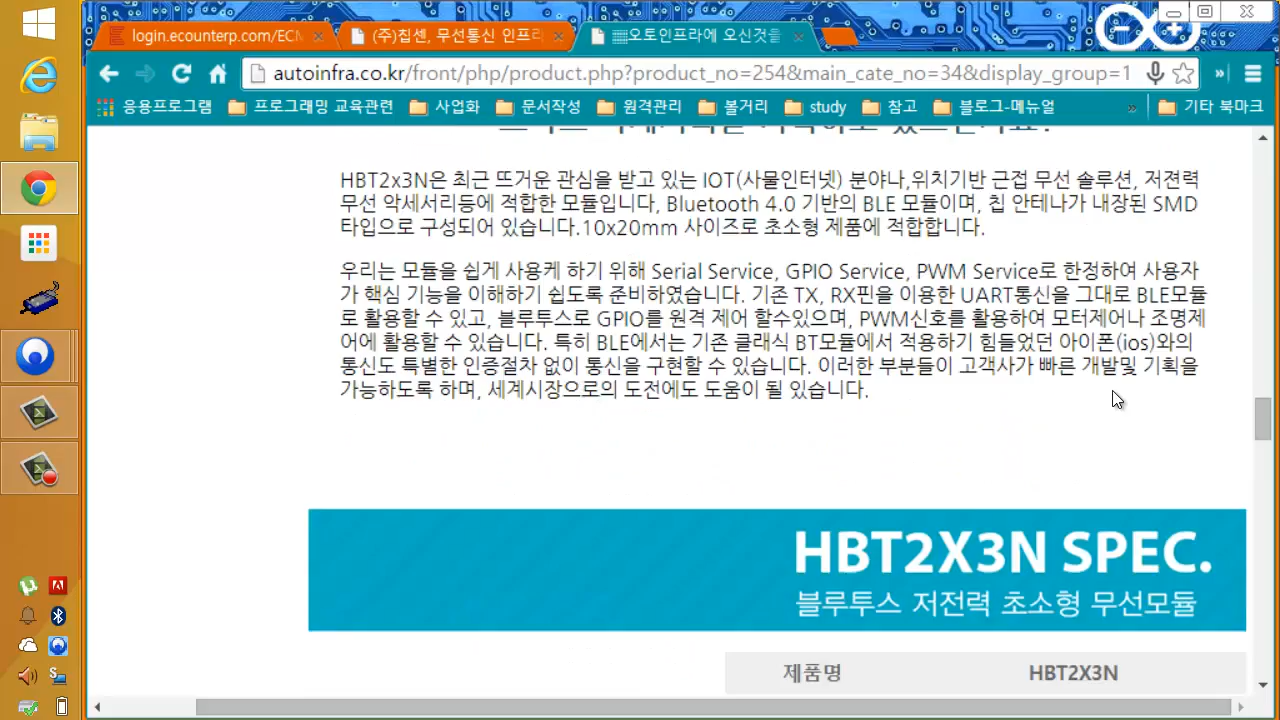 login.ecounterp.com/ECM
(주)칩센, 무선통신 인프리
오토인프라에 오신것을
autoinfra.co.kr/front/php/product.php?product_no=254&main_cate_no=34&display_group=1
응용프로그램
프로그래밍 교육관련
사업화
문서작성
원격관리
볼거리
study
참고
블로그-메뉴얼
»
기타 북마크
HBT2x3N은 최근 뜨거운 관심을 받고 있는 IOT(사물인터넷) 분야나,위치기반 근접 무선 솔루션, 저젼력
무선 악세서리등에 적합한 모듈입니다, Bluetooth 4.0 기반의 BLE 모듈이며, 칩 안테나가 내장된 SMD
타입으로 구성되어 있습니다.10x20mm 사이즈로 초소형 제품에 적합합니다.
우리는 모듈을 쉽게 사용케 하기 위해 Serial Service, GPIO Service, PWM Service로 한정하여 사용자
가 핵심 기능을 이해하기 쉽도록 준비하였습니다. 기존 TX, RX핀을 이용한 UART통신을 그대로 BLE모듈
로 활용할 수 있고, 블루투스로 GPIO를 원격 제어 할수있으며, PWM신호를 활용하여 모터제어나 조명제
어에 활용할 수 있습니다. 특히 BLE에서는 기존 클래식 BT모듈에서 적용하기 힘들었던 아이폰(ios)와의
통신도 특별한 인증절차 없이 통신을 구현할 수 있습니다. 이러한 부분들이 고객사가 빠른 개발및 기획을
가능하도록 하며, 세계시장으로의 도전에도 도움이 될 있습니다.
HBT2X3N SPEC.
블루투스 저전력 초소형 무선모듈
제품명
HBT2X3N